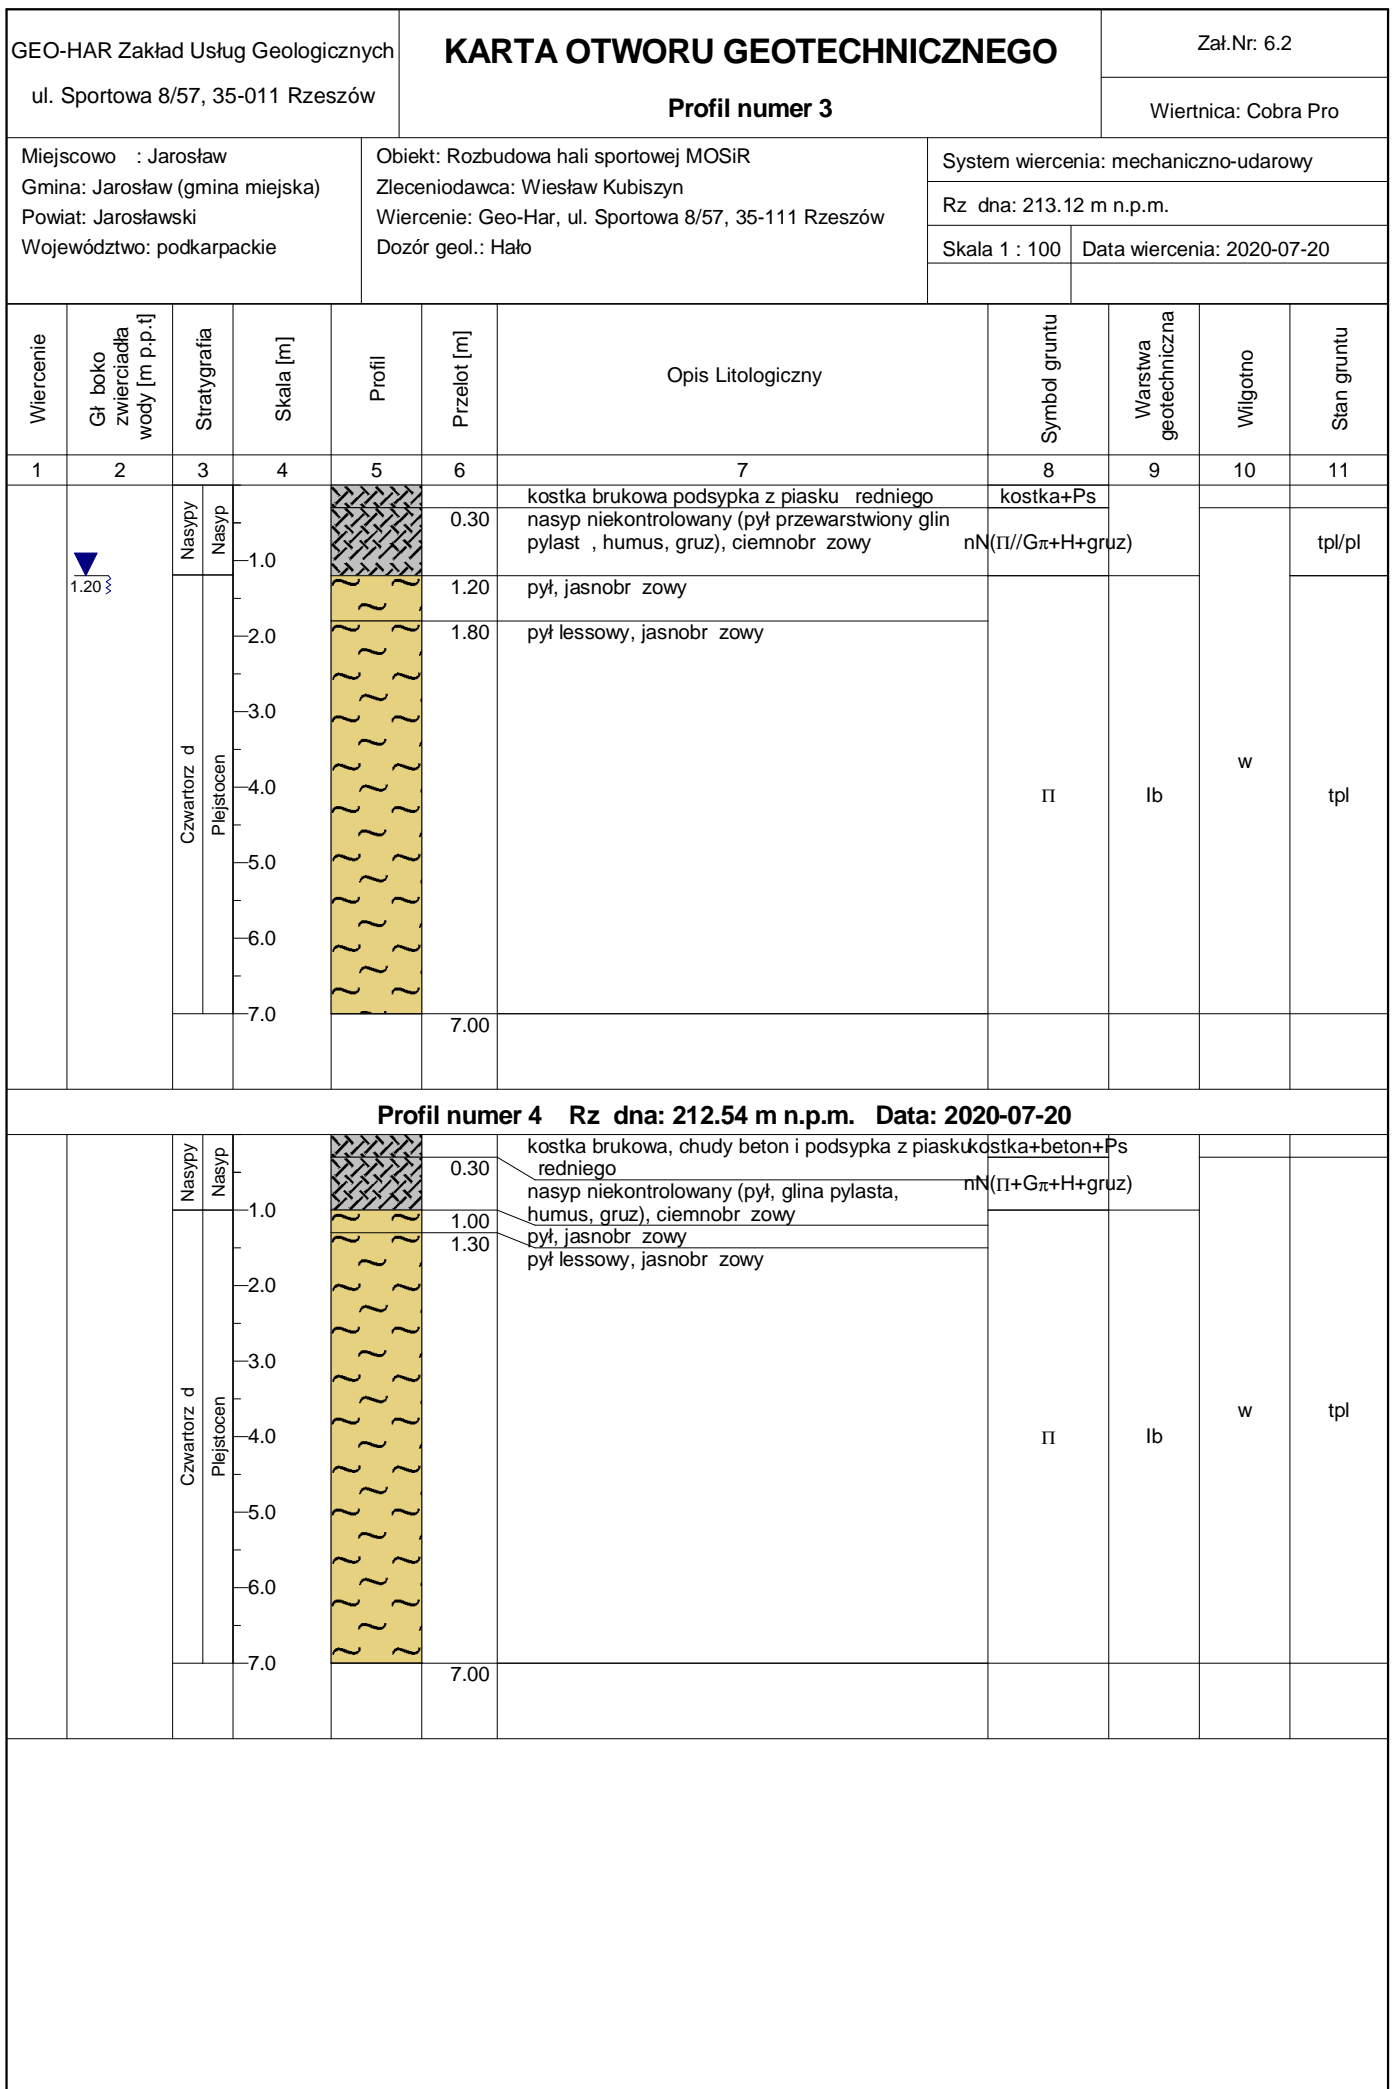 GEO-HAR Zakład Usług Geologicznych
ul. Sportowa 8/57, 35-011 Rzeszów
KARTA OTWORU GEOTECHNICZNEGO
Profil numer 3
Zał.Nr: 6.2
Wiertnica: Cobra Pro
Miejscowo : Jarosław
Gmina: Jarosław (gmina miejska)
Powiat: Jarosławski
Województwo: podkarpackie
Obiekt: Rozbudowa hali sportowej MOSiR
Zleceniodawca: Wiesław Kubiszyn
Wiercenie: Geo-Har, ul. Sportowa 8/57, 35-111 Rzeszów
Dozór geol.: Hało
System wiercenia: mechaniczno-udarowy
Rz dna: 213.12 m n.p.m.
Skala 1 : 100
Data wiercenia: 2020-07-20
Wiercenie
Gł boko
zwierciadła
wody [m p.p.t]
Stratygrafia
Skala [m]
Profil
Przelot [m]
Opis Litologiczny
Symbol gruntu
Warstwa
geotechniczna
Wilgotno
Stan gruntu
1 2 3 4 5 6 7 8 9 10 11
1.20
Nasypy
Nasyp
Czwartorz d
Plejstocen
1.0
2.0
3.0
4.0
5.0
6.0
7.0
0.30
1.20
1.80
7.00
kostka brukowa podsypka z piasku redniego
nasyp niekontrolowany (pył przewarstwiony glin
pylast , humus, gruz), ciemnobr zowy
pył, jasnobr zowy
pył lessowy, jasnobr zowy
kostka+Ps
nN(Π//Gπ+H+gruz)
Π
Ib
w
tpl/pl
tpl
Profil numer 4 Rz dna: 212.54 m n.p.m. Data: 2020-07-20
Nasypy
Nasyp
Czwartorz d
Plejstocen
1.0
2.0
3.0
4.0
5.0
6.0
7.0
0.30
1.00
1.30
7.00
kostka brukowa, chudy beton i podsypka z piasku
redniego
nasyp niekontrolowany (pył, glina pylasta,
humus, gruz), ciemnobr zowy
pył, jasnobr zowy
pył lessowy, jasnobr zowy
kostka+beton+Ps
nN(Π+Gπ+H+gruz)
Π
Ib
w
tpl